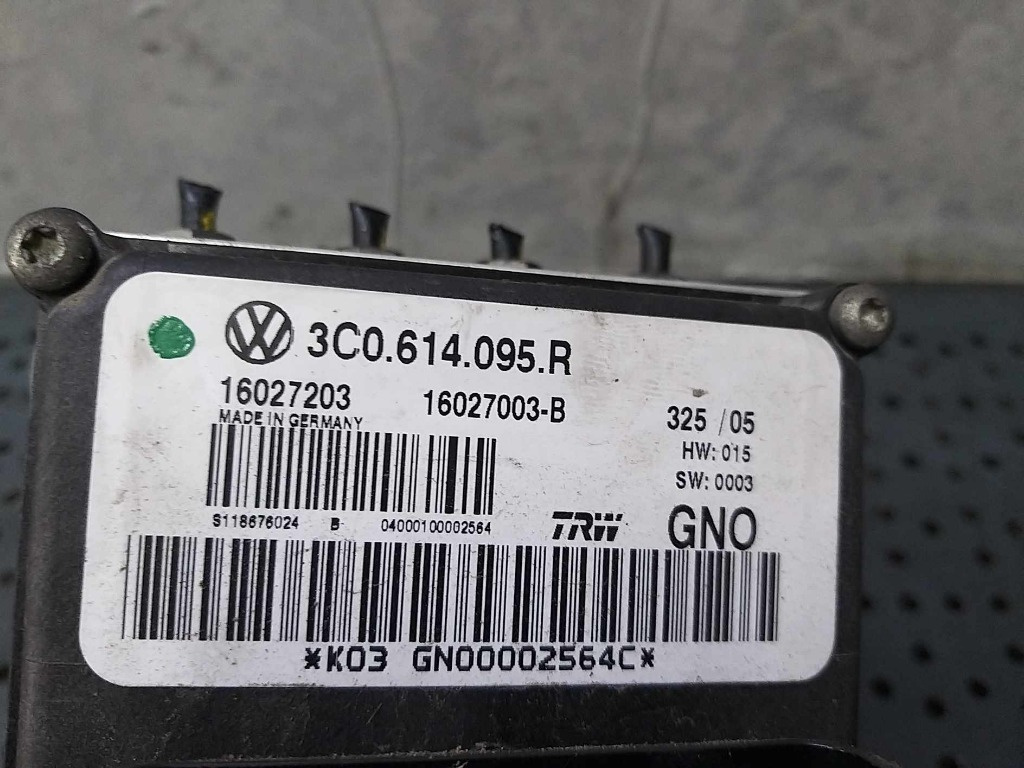 3C0.614.095.R
16027203 16027003-B 325 / 05
MADE IN GERMANY
HW: 015
SW: 0003
S118676024 B 04000100002564 TRW GNO
*K03 GNO0002564C*